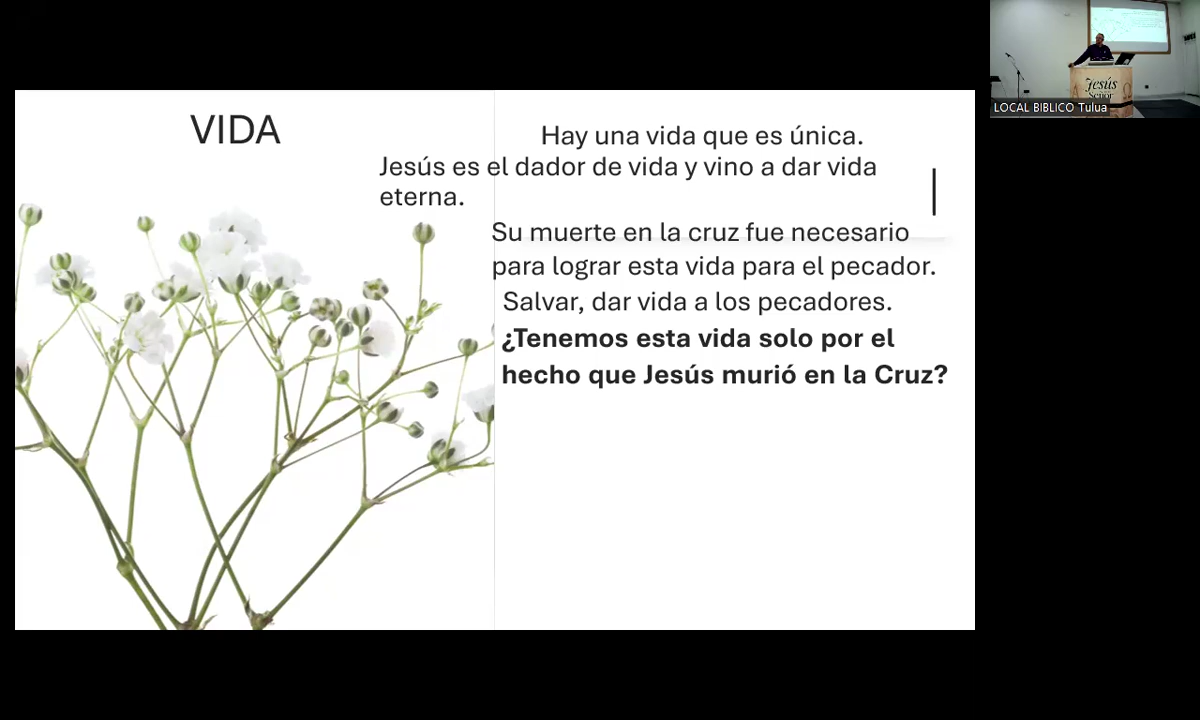 VIDA
Hay una vida que es única.
Jesús es el dador de vida y vino a dar vida
eterna.
Su muerte en la cruz fue necesario
para lograr esta vida para el pecador.
Salvar, dar vida a los pecadores.
¿Tenemos esta vida solo por el
hecho que Jesús murió en la Cruz?
Jesús
Señor
LOCAL BIBLICO Tulua